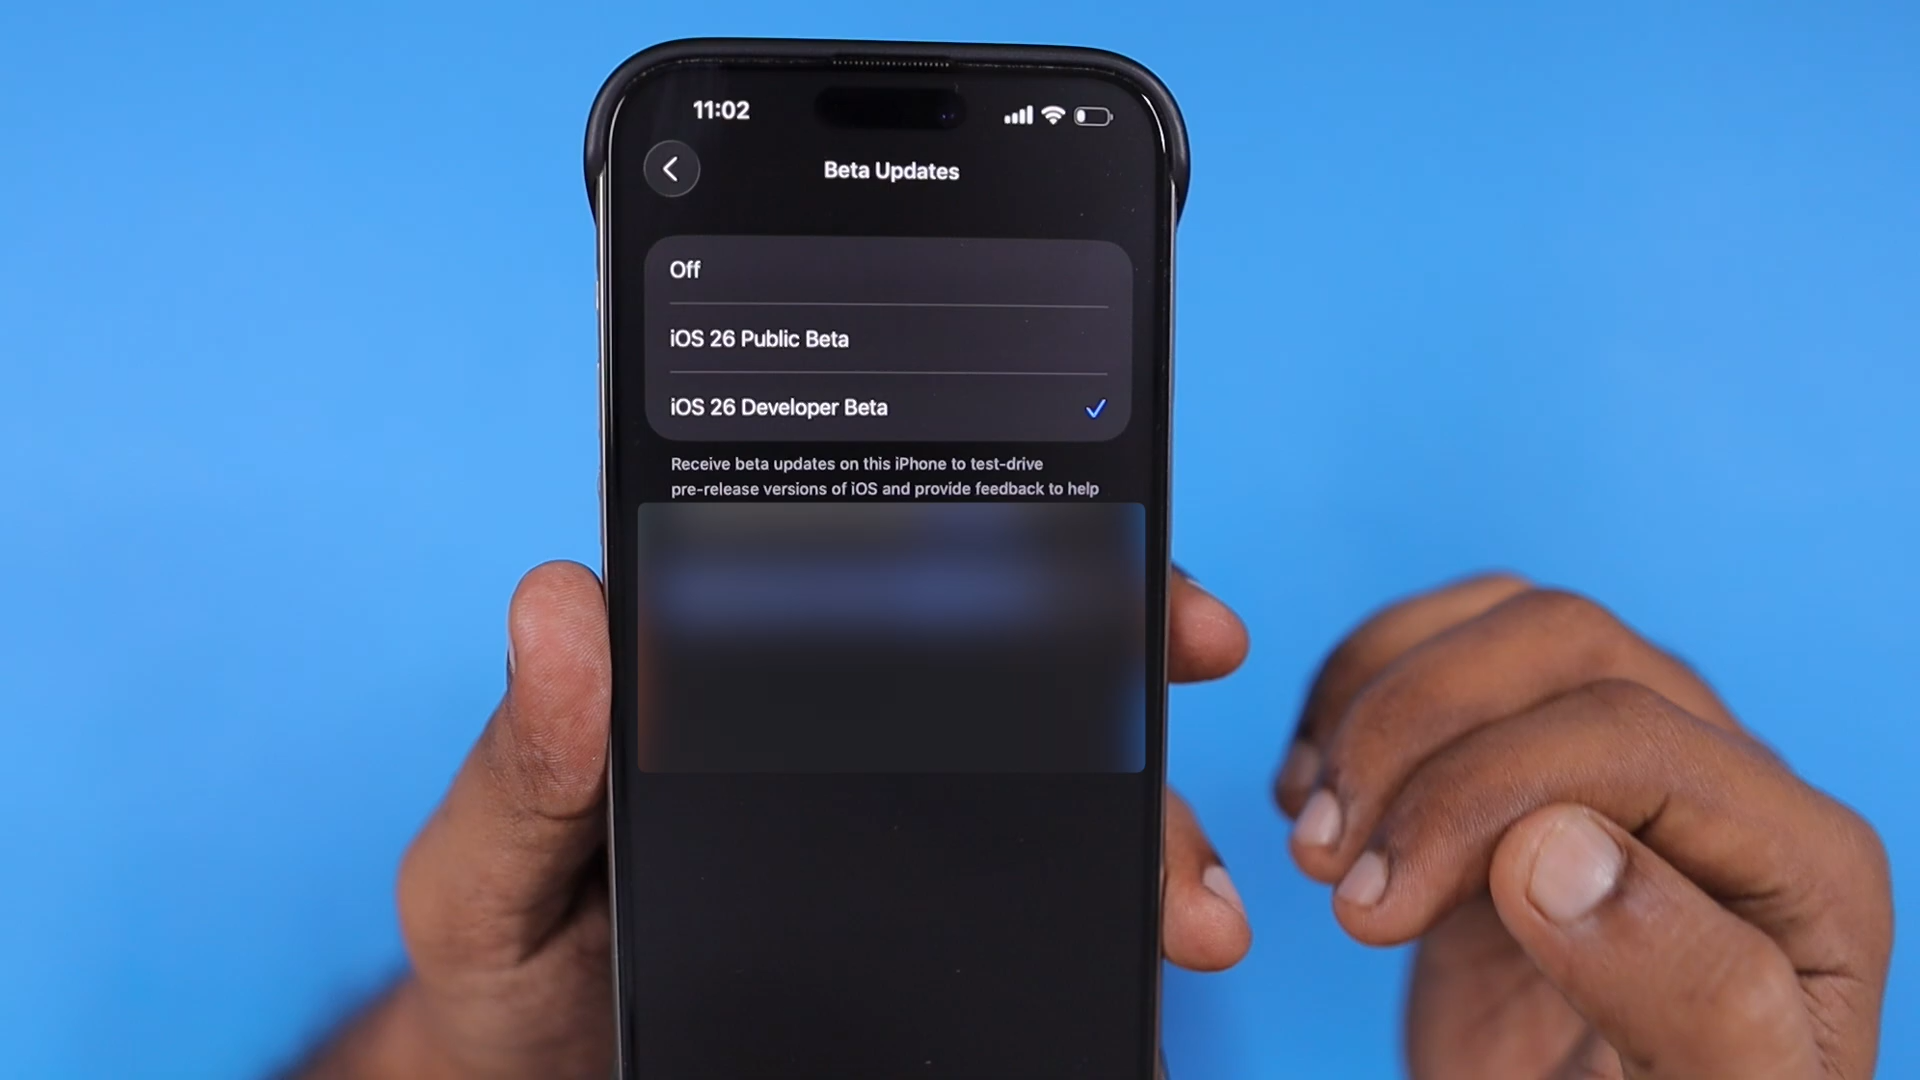 11:02
Beta Updates
Off
iOS 26 Public Beta
iOS 26 Developer Beta
Receive beta updates on this iPhone to test-drive
pre-release versions of iOS and provide feedback to help